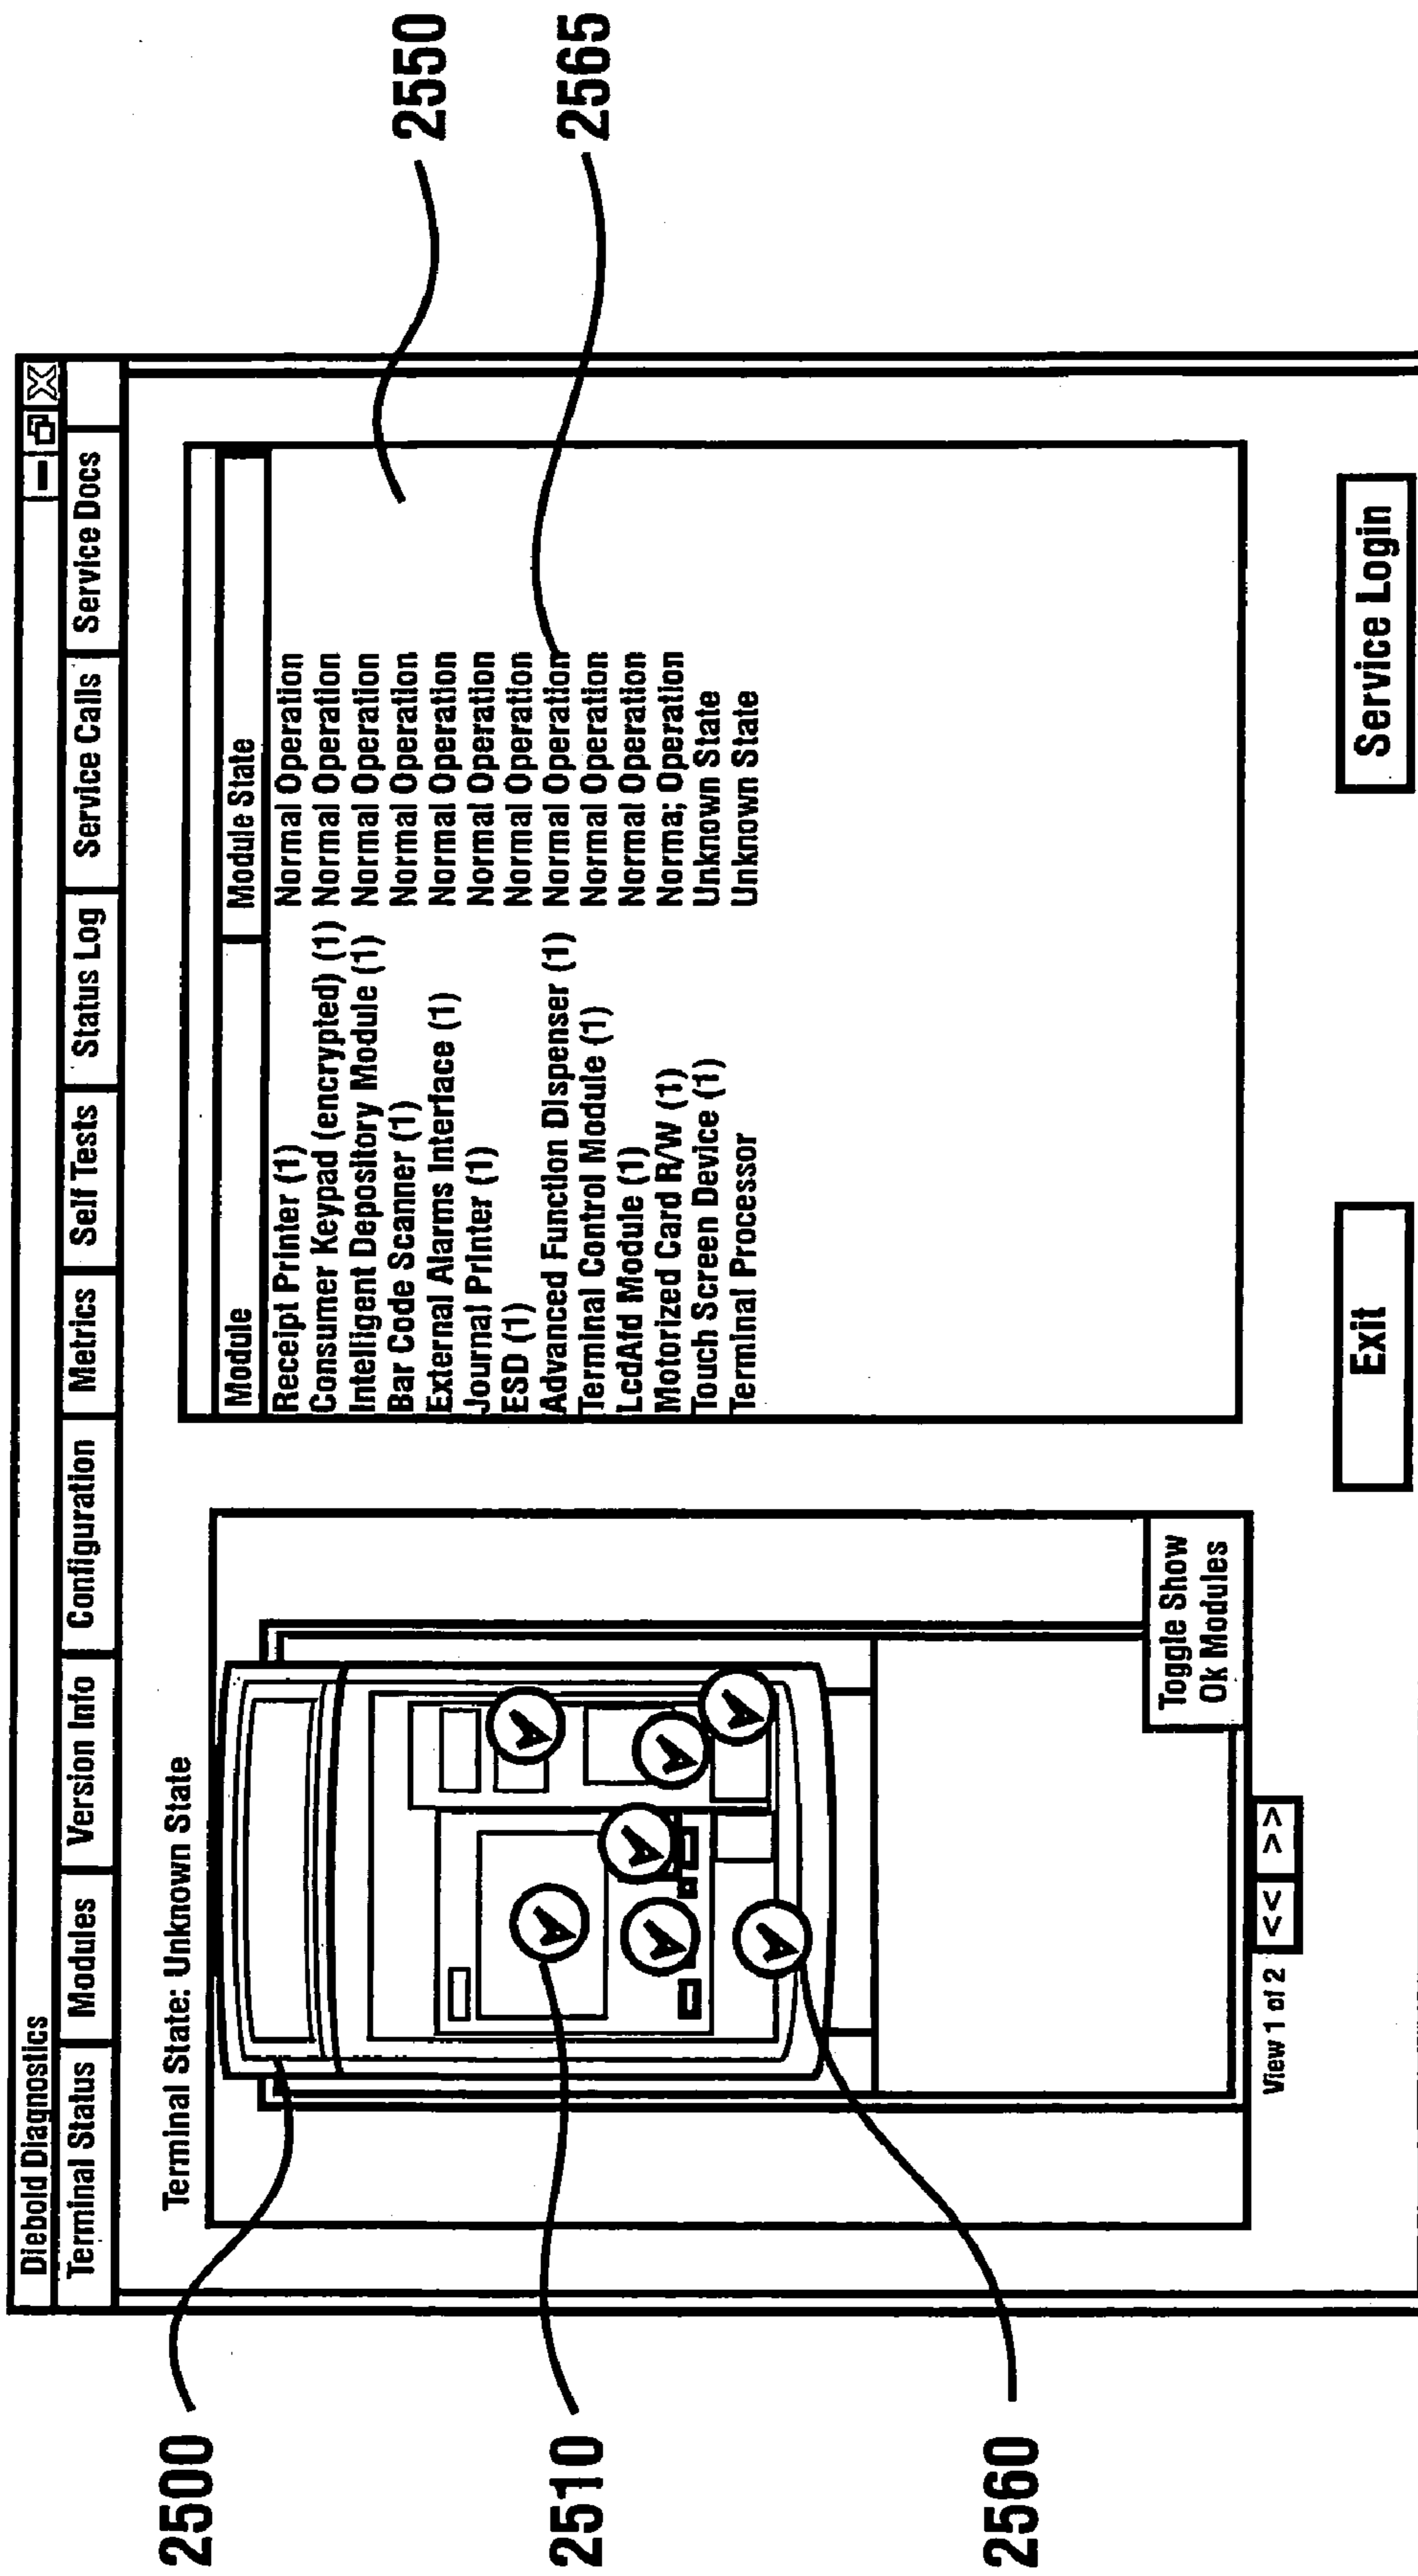 Diebold Diagnostics
Terminal Status Modules Version Info Configuration Metrics Self Tests Status Log Service Calls Service Docs
Terminal State: Unknown State
Toggle Show
Ok Modules
View 1 of 2 << >>
Module Module State
Receipt Printer (1) Normal Operation
Consumer Keypad (encrypted) (1) Normal Operation
Intelligent Depository Module (1) Normal Operation
Bar Code Scanner (1) Normal Operation
External Alarms Interface (1) Normal Operation
Journal Printer (1) Normal Operation
ESD (1) Normal Operation
Advanced Function Dispenser (1) Normal Operation
Terminal Control Module (1) Normal Operation
LcdAfd Module (1) Normal Operation
Motorized Card R/W (1) Norma; Operation
Touch Screen Device (1) Unknown State
Terminal Processor Unknown State
Exit Service Login
2500
2510
2560
2550
2565